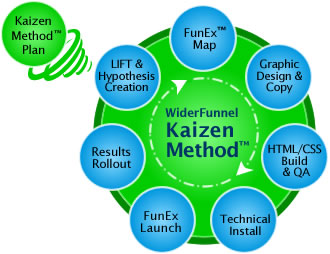 Kaizen
Method™
Plan
FunEx™
Map
Graphic
Design &
Copy
HTML/CSS
Build
& QA
Technical
Install
FunEx
Launch
Results
Rollout
LIFT &
Hypothesis
Creation
WiderFunnel
Kaizen
Method™